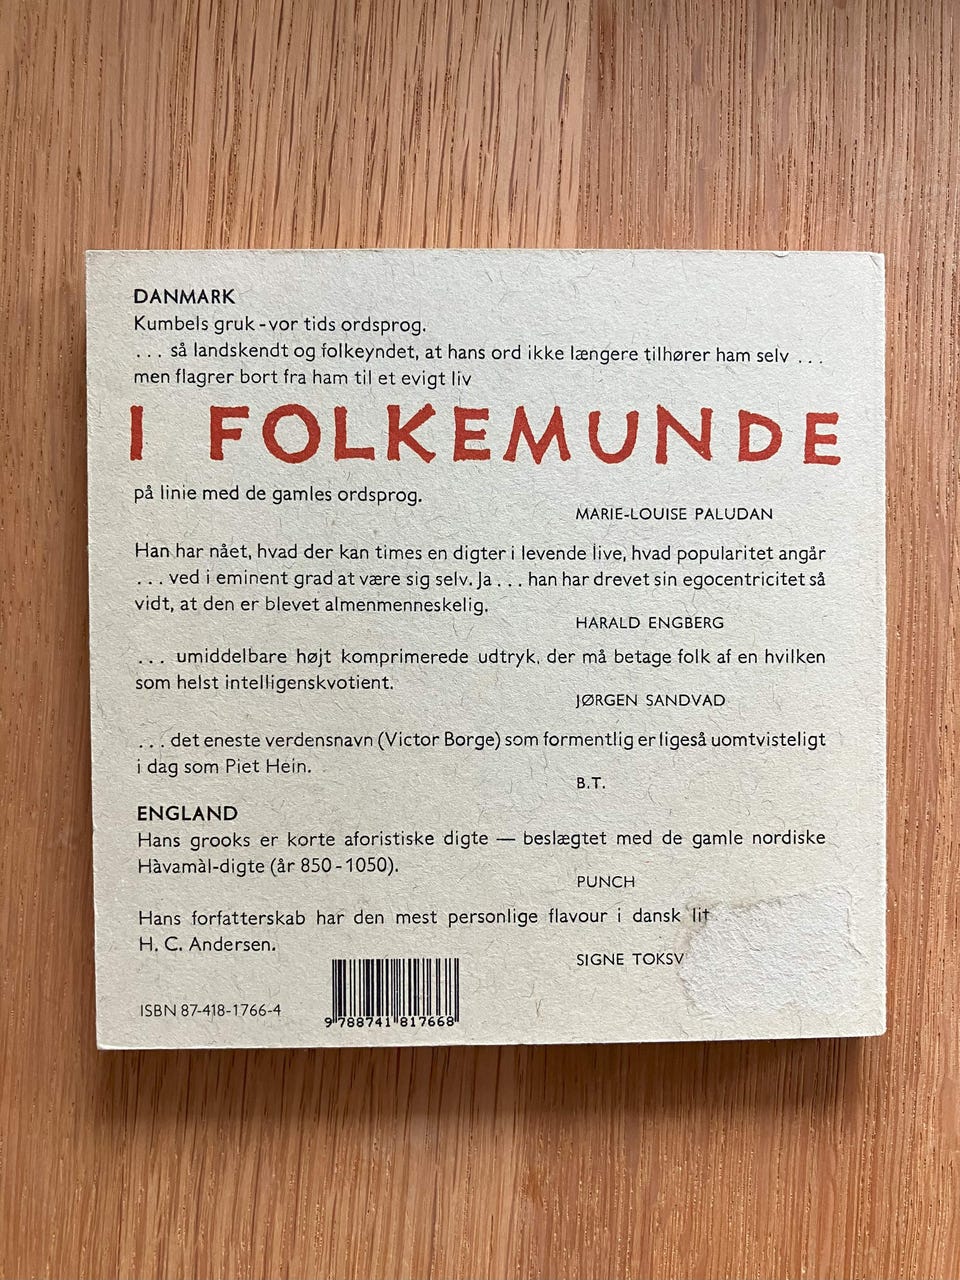 DANMARK
Kumbels gruk - vor tids ordsprog.
... så landskendt og folkeyndet, at hans ord ikke længere tilhører ham selv ...
men flagrer bort fra ham til et evigt liv
I FOLKEMUNDE
på linie med de gamles ordsprog.
MARIE-LOUISE PALUDAN
Han har nået, hvad der kan times en digter i levende live, hvad popularitet angår
... ved i eminent grad at være sig selv. Ja ... han har drevet sin egocentricitet så
vidt, at den er blevet almenmenneskelig.
HARALD ENGBERG
... umiddelbare højt komprimerede udtryk, der må betage folk af en hvilken
som helst intelligenskvotient.
JØRGEN SANDVAD
... det eneste verdensnavn (Victor Borge) som formentlig er ligeså uomtvisteligt
i dag som Piet Hein.
B.T.
ENGLAND
Hans grooks er korte aforistiske digte — beslægtet med de gamle nordiske
Hàvamàl-digte (år 850-1050).
PUNCH
Hans forfatterskab har den mest personlige flavour i dansk
H. C. Andersen.
SIGNE
ISBN 87-418-1766-4
9 788741 817668